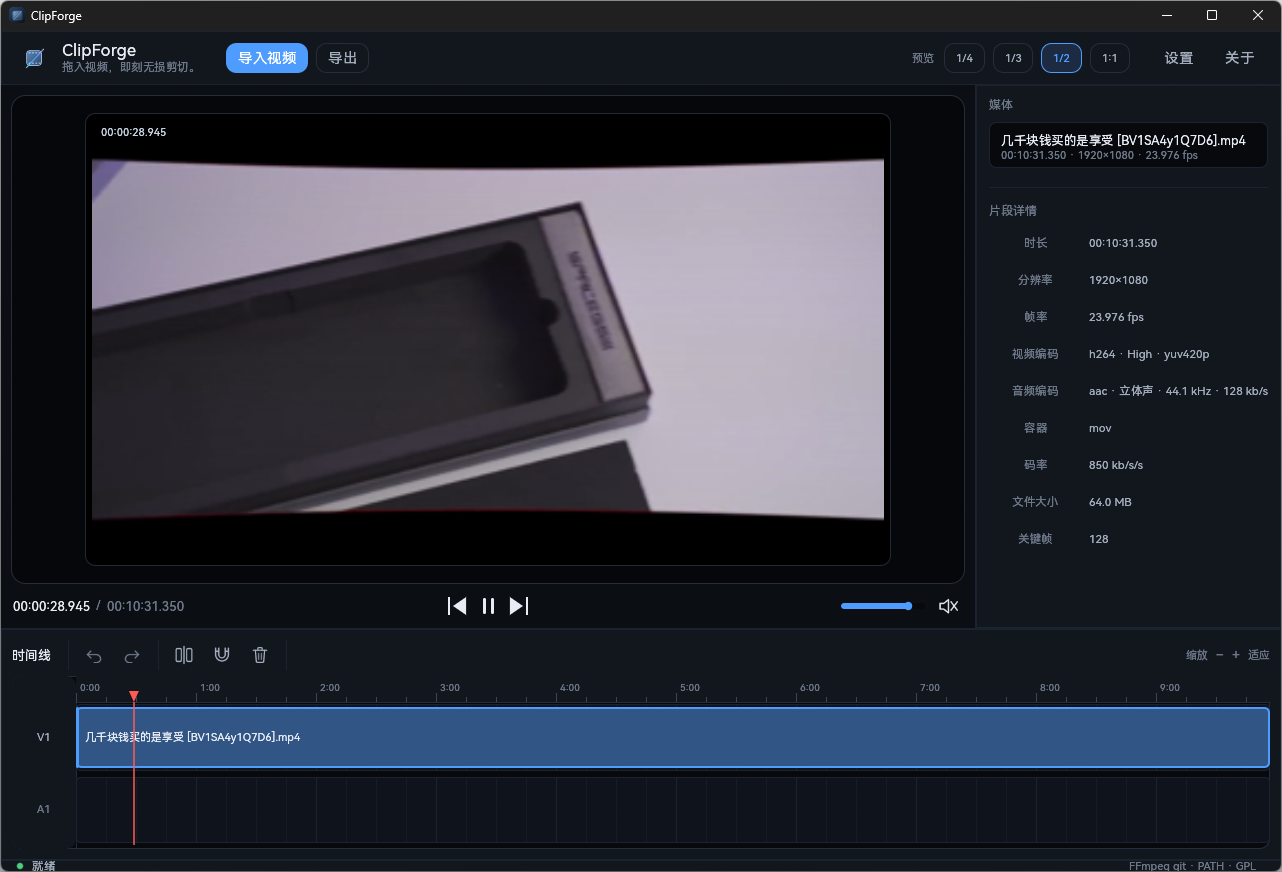 ClipForge
ClipForge
拖入视频，即刻无损剪切。
导入视频 导出
预览 1/4 1/3 1/2 1:1 设置 关于
00:00:28.945
媒体
几千块钱买的是享受 [BV1SA4y1Q7D6].mp4
00:10:31.350 · 1920×1080 · 23.976 fps
片段详情
时长 00:10:31.350
分辨率 1920×1080
帧率 23.976 fps
视频编码 h264 · High · yuv420p
音频编码 aac · 立体声 · 44.1 kHz · 128 kb/s
容器 mov
码率 850 kb/s/s
文件大小 64.0 MB
关键帧 128
00:00:28.945 / 00:10:31.350
时间线
缩放 − + 适应
0:00 1:00 2:00 3:00 4:00 5:00 6:00 7:00 8:00 9:00
V1 几千块钱买的是享受 [BV1SA4y1Q7D6].mp4
A1
就绪
FFmpeg git · PATH · GPL